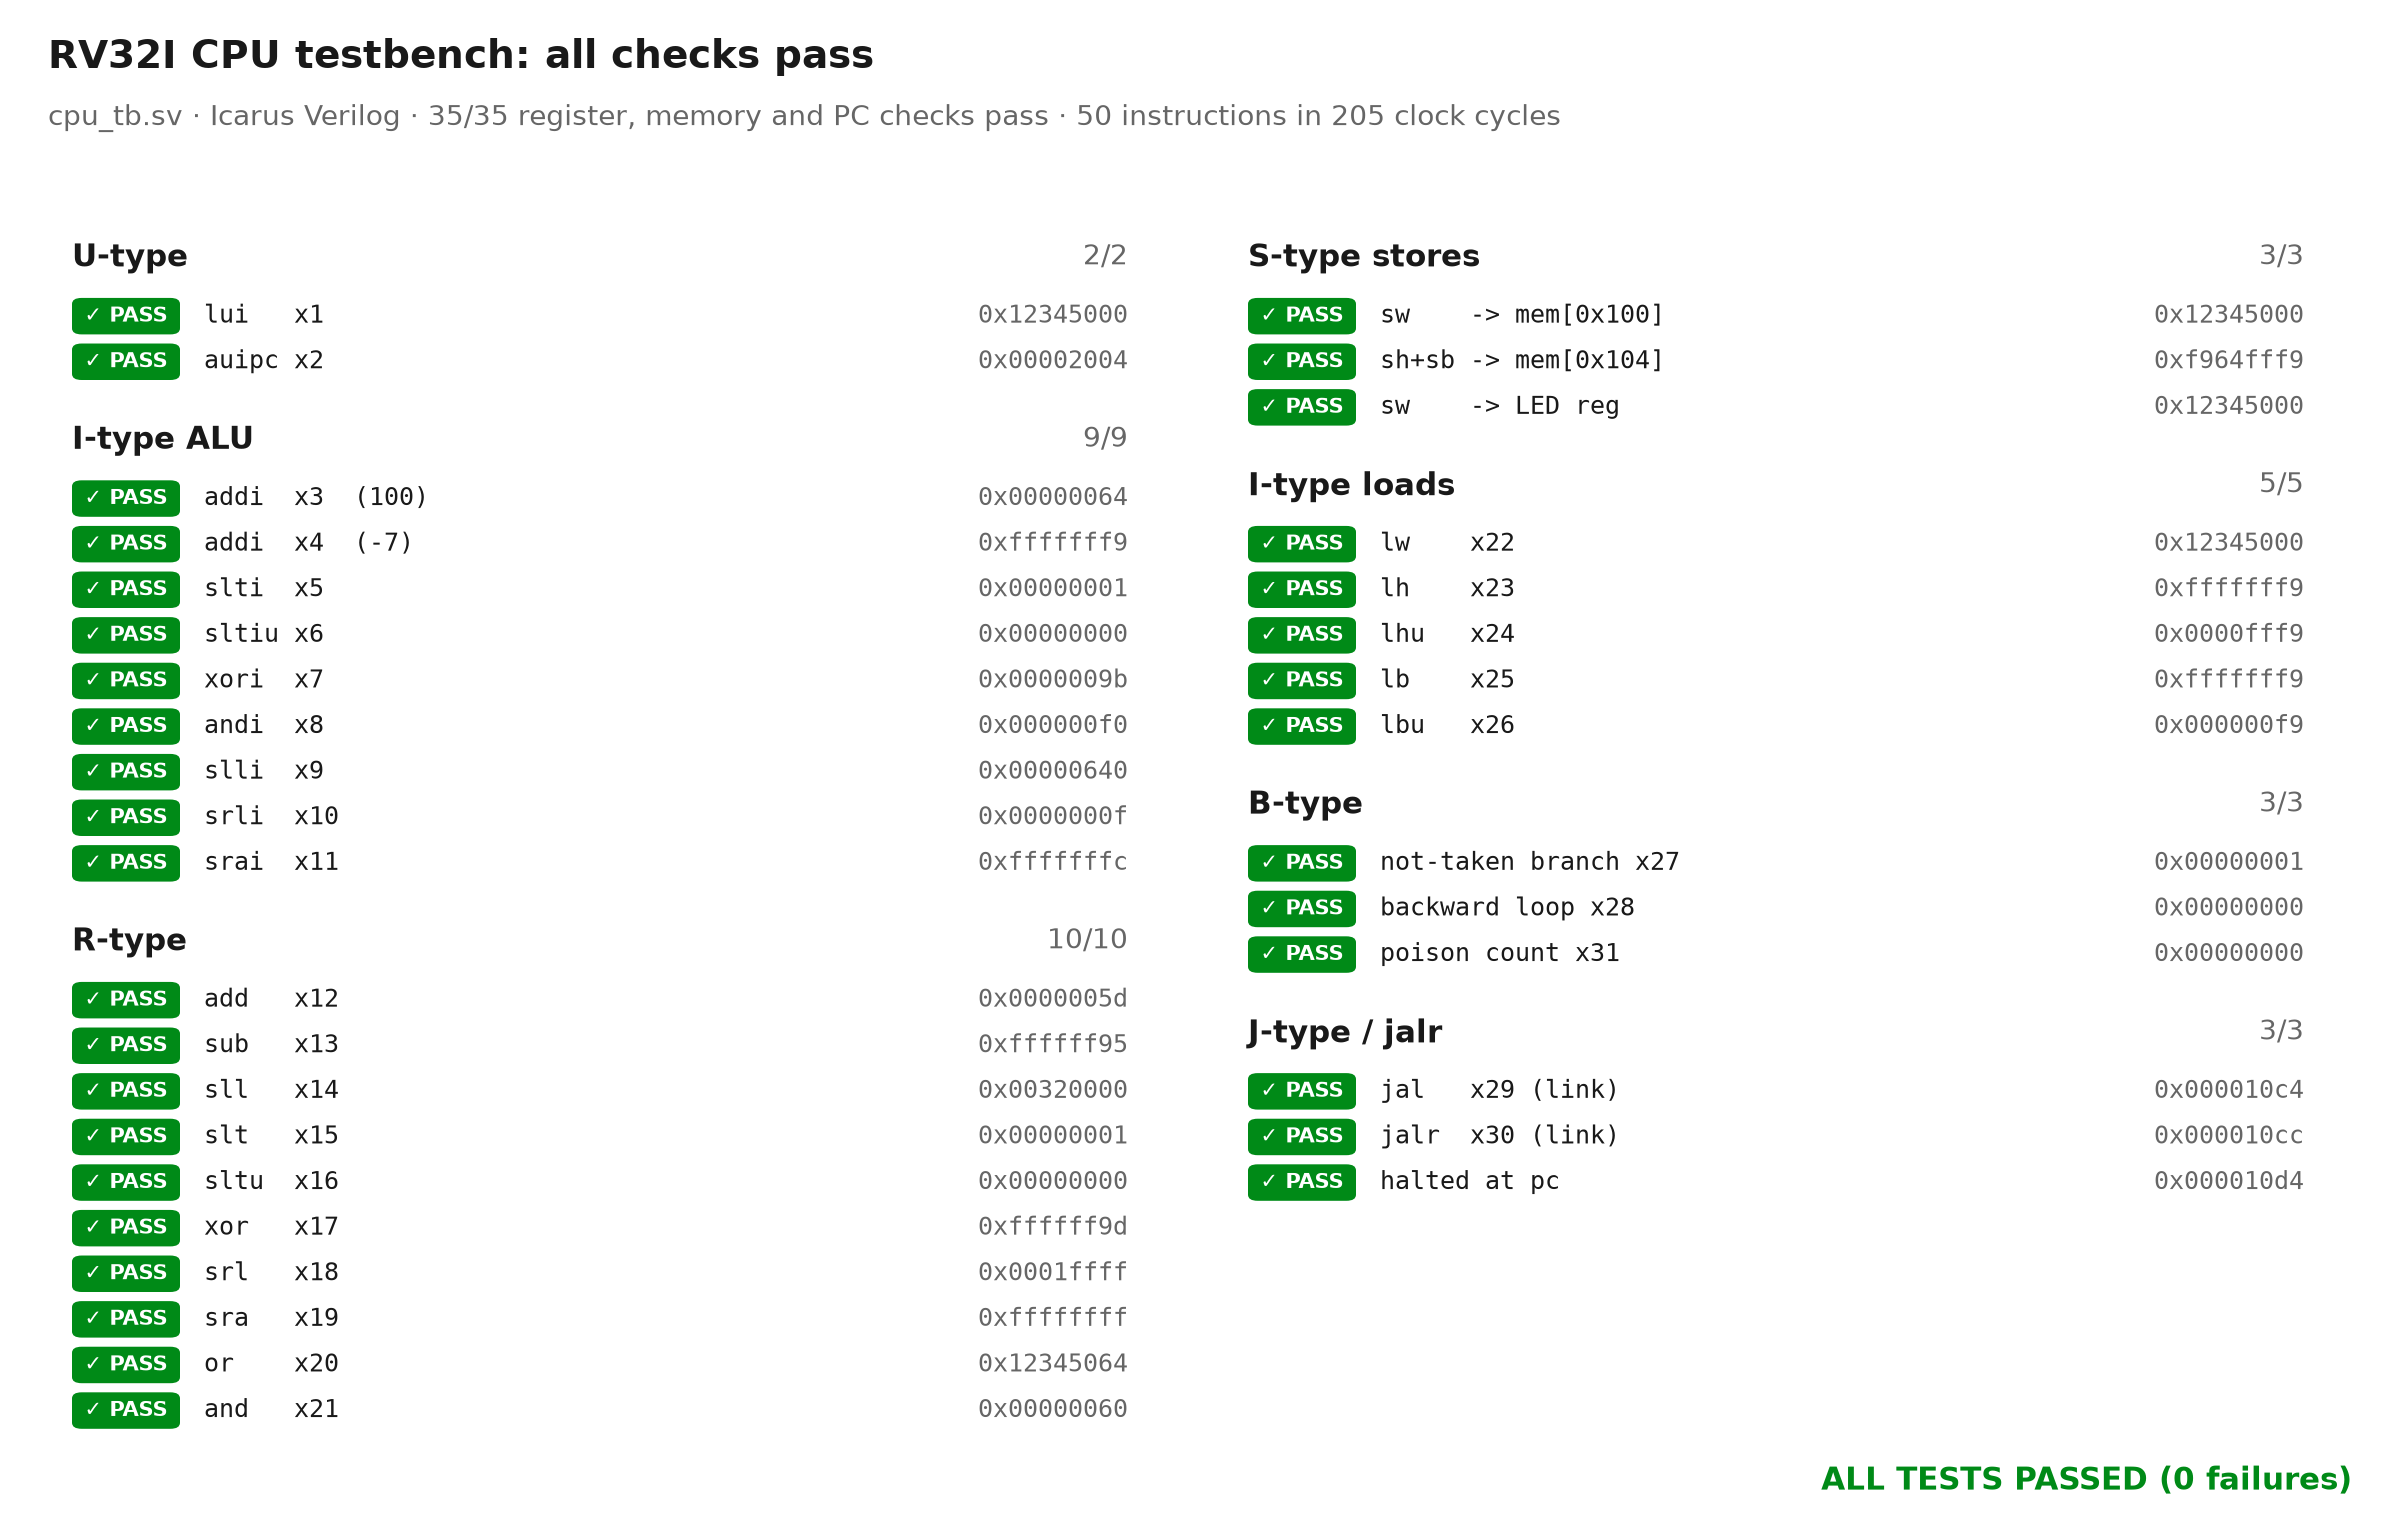 RV32I CPU testbench: all checks pass
cpu_tb.sv · Icarus Verilog · 35/35 register, memory and PC checks pass · 50 instructions in 205 clock cycles
U-type 2/2
✓ PASS lui x1 0x12345000
✓ PASS auipc x2 0x00002004
I-type ALU 9/9
✓ PASS addi x3 (100) 0x00000064
✓ PASS addi x4 (-7) 0xfffffff9
✓ PASS slti x5 0x00000001
✓ PASS sltiu x6 0x00000000
✓ PASS xori x7 0x0000009b
✓ PASS andi x8 0x000000f0
✓ PASS slli x9 0x00000640
✓ PASS srli x10 0x0000000f
✓ PASS srai x11 0xfffffffc
R-type 10/10
✓ PASS add x12 0x0000005d
✓ PASS sub x13 0xffffff95
✓ PASS sll x14 0x00320000
✓ PASS slt x15 0x00000001
✓ PASS sltu x16 0x00000000
✓ PASS xor x17 0xffffff9d
✓ PASS srl x18 0x0001ffff
✓ PASS sra x19 0xffffffff
✓ PASS or x20 0x12345064
✓ PASS and x21 0x00000060
S-type stores 3/3
✓ PASS sw -> mem[0x100] 0x12345000
✓ PASS sh+sb -> mem[0x104] 0xf964fff9
✓ PASS sw -> LED reg 0x12345000
I-type loads 5/5
✓ PASS lw x22 0x12345000
✓ PASS lh x23 0xfffffff9
✓ PASS lhu x24 0x0000fff9
✓ PASS lb x25 0xfffffff9
✓ PASS lbu x26 0x000000f9
B-type 3/3
✓ PASS not-taken branch x27 0x00000001
✓ PASS backward loop x28 0x00000000
✓ PASS poison count x31 0x00000000
J-type / jalr 3/3
✓ PASS jal x29 (link) 0x000010c4
✓ PASS jalr x30 (link) 0x000010cc
✓ PASS halted at pc 0x000010d4
ALL TESTS PASSED (0 failures)